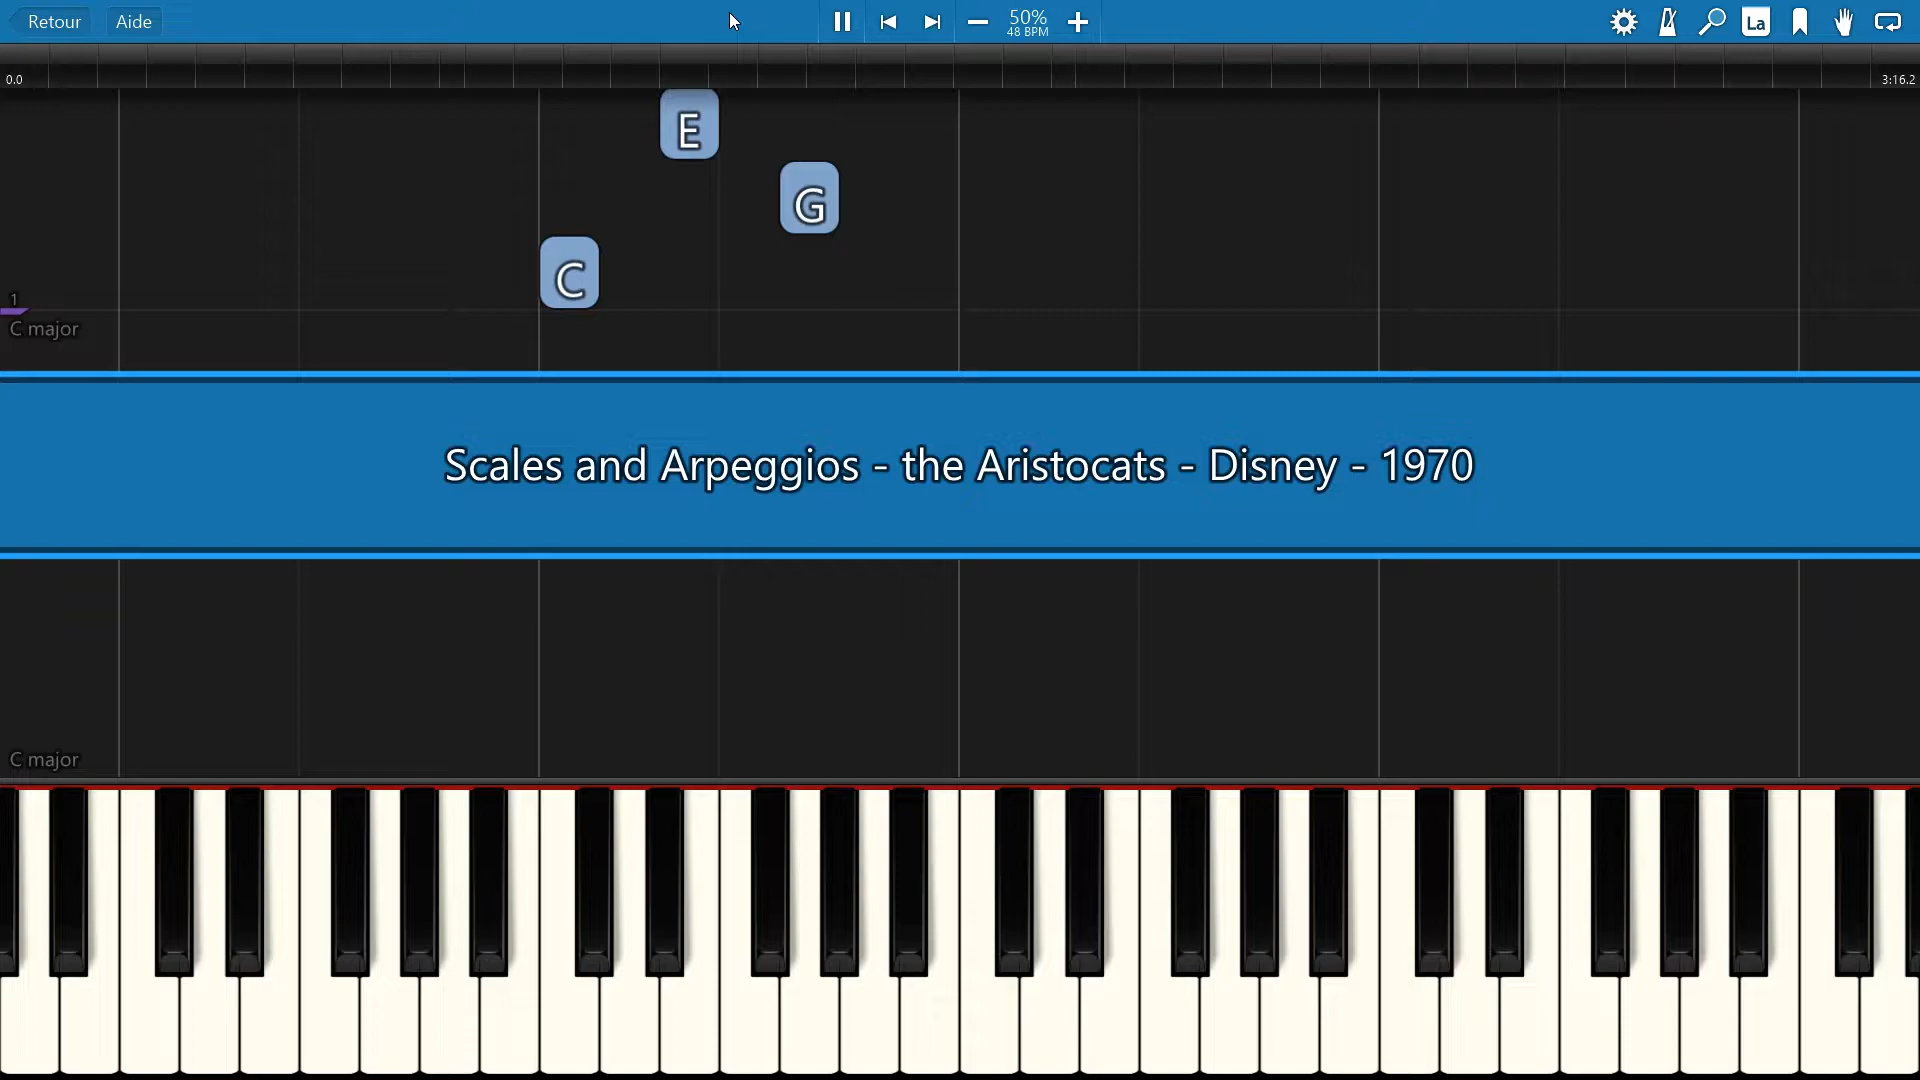 Retour
Aide
50%
48 BPM
La
0.0
3:16.2
E
G
C
1
C major
Scales and Arpeggios - the Aristocats - Disney - 1970
C major